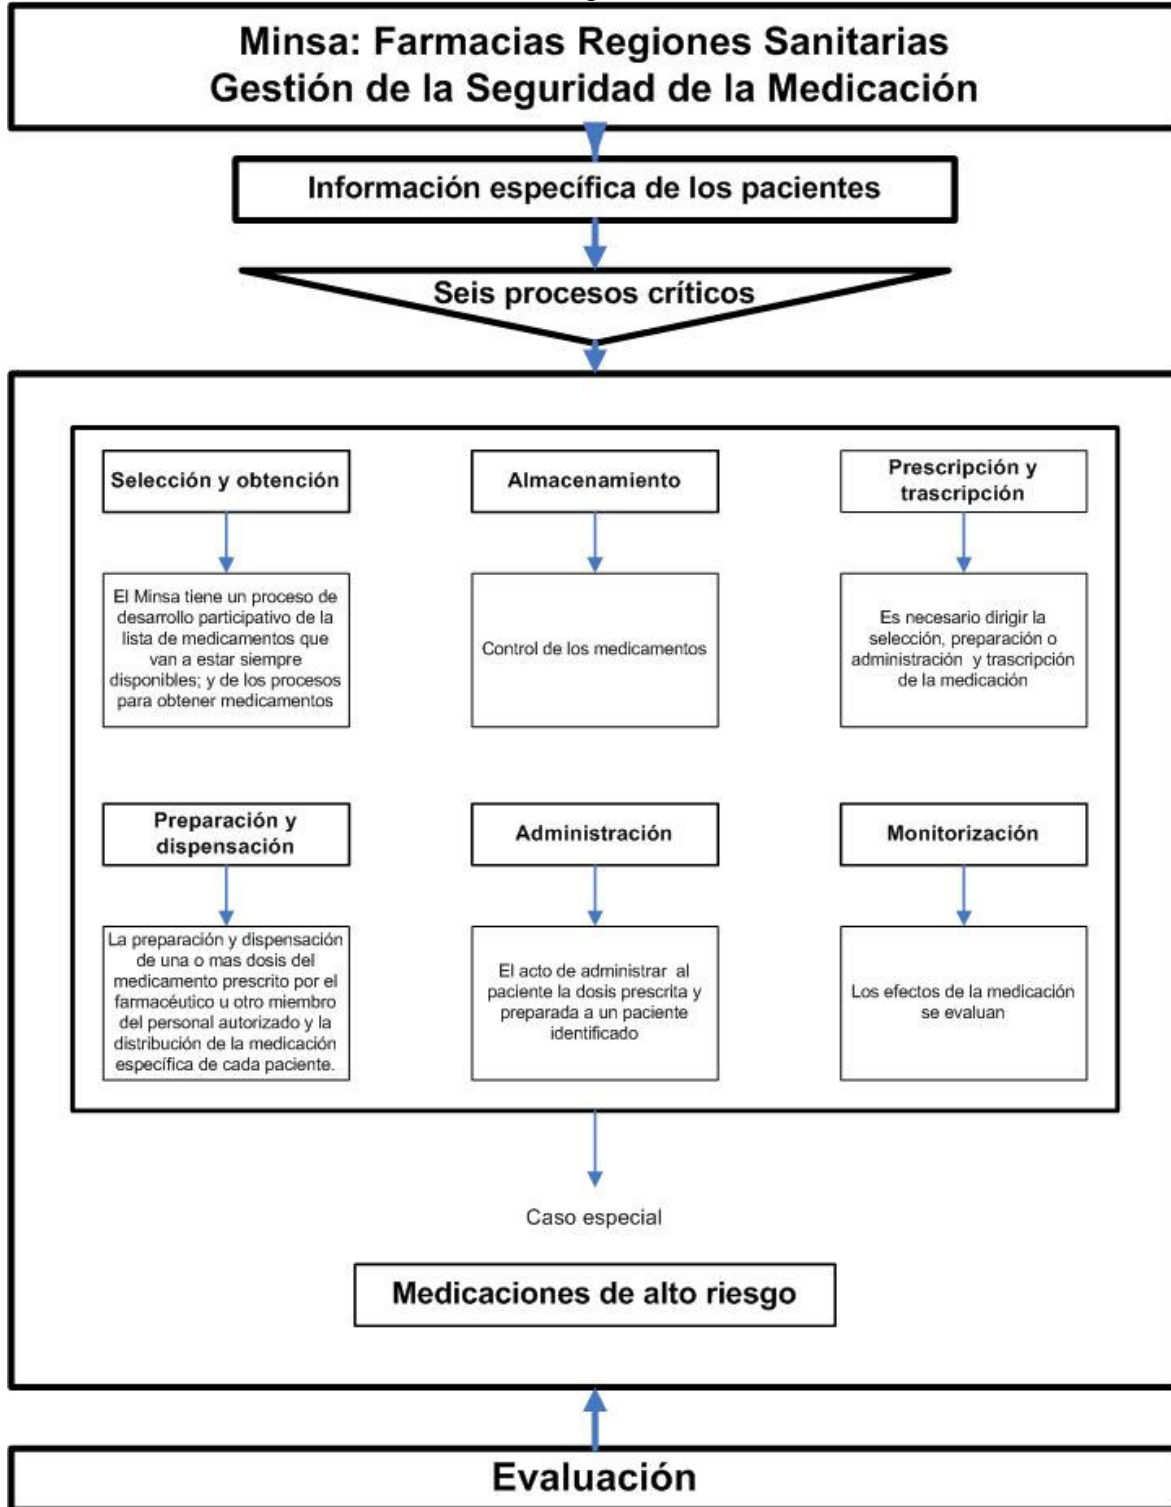 Minsa: Farmacias Regiones Sanitarias
Gestión de la Seguridad de la Medicación
Información específica de los pacientes
Seis procesos críticos
Selección y obtención
El Minsa tiene un proceso de
desarrollo participativo de la
lista de medicamentos que
van a estar siempre
disponibles; y de los procesos
para obtener medicamentos
Almacenamiento
Control de los medicamentos
Prescripción y
trascripción
Es necesario dirigir la
selección, preparación o
administración y trascripción
de la medicación
Preparación y
dispensación
La preparación y dispensación
de una o mas dosis del
medicamento prescrito por el
farmacéutico u otro miembro
del personal autorizado y la
distribución de la medicación
específica de cada paciente.
Administración
El acto de administrar al
paciente la dosis prescrita y
preparada a un paciente
identificado
Monitorización
Los efectos de la medicación
se evaluan
Caso especial
Medicaciones de alto riesgo
Evaluación